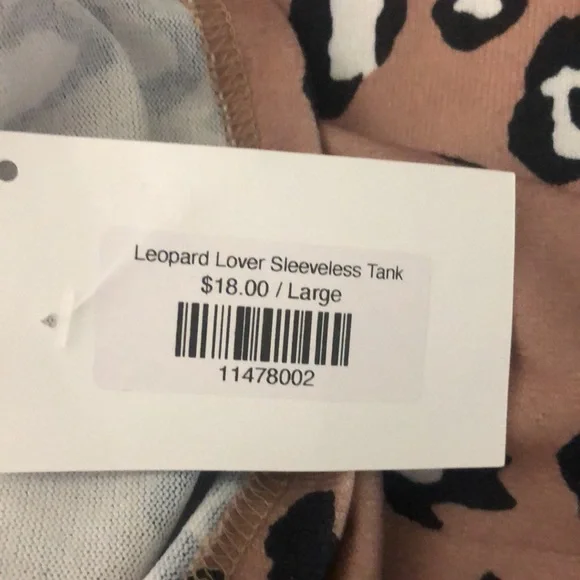 Leopard Lover Sleeveless Tank
$18.00 / Large
11478002